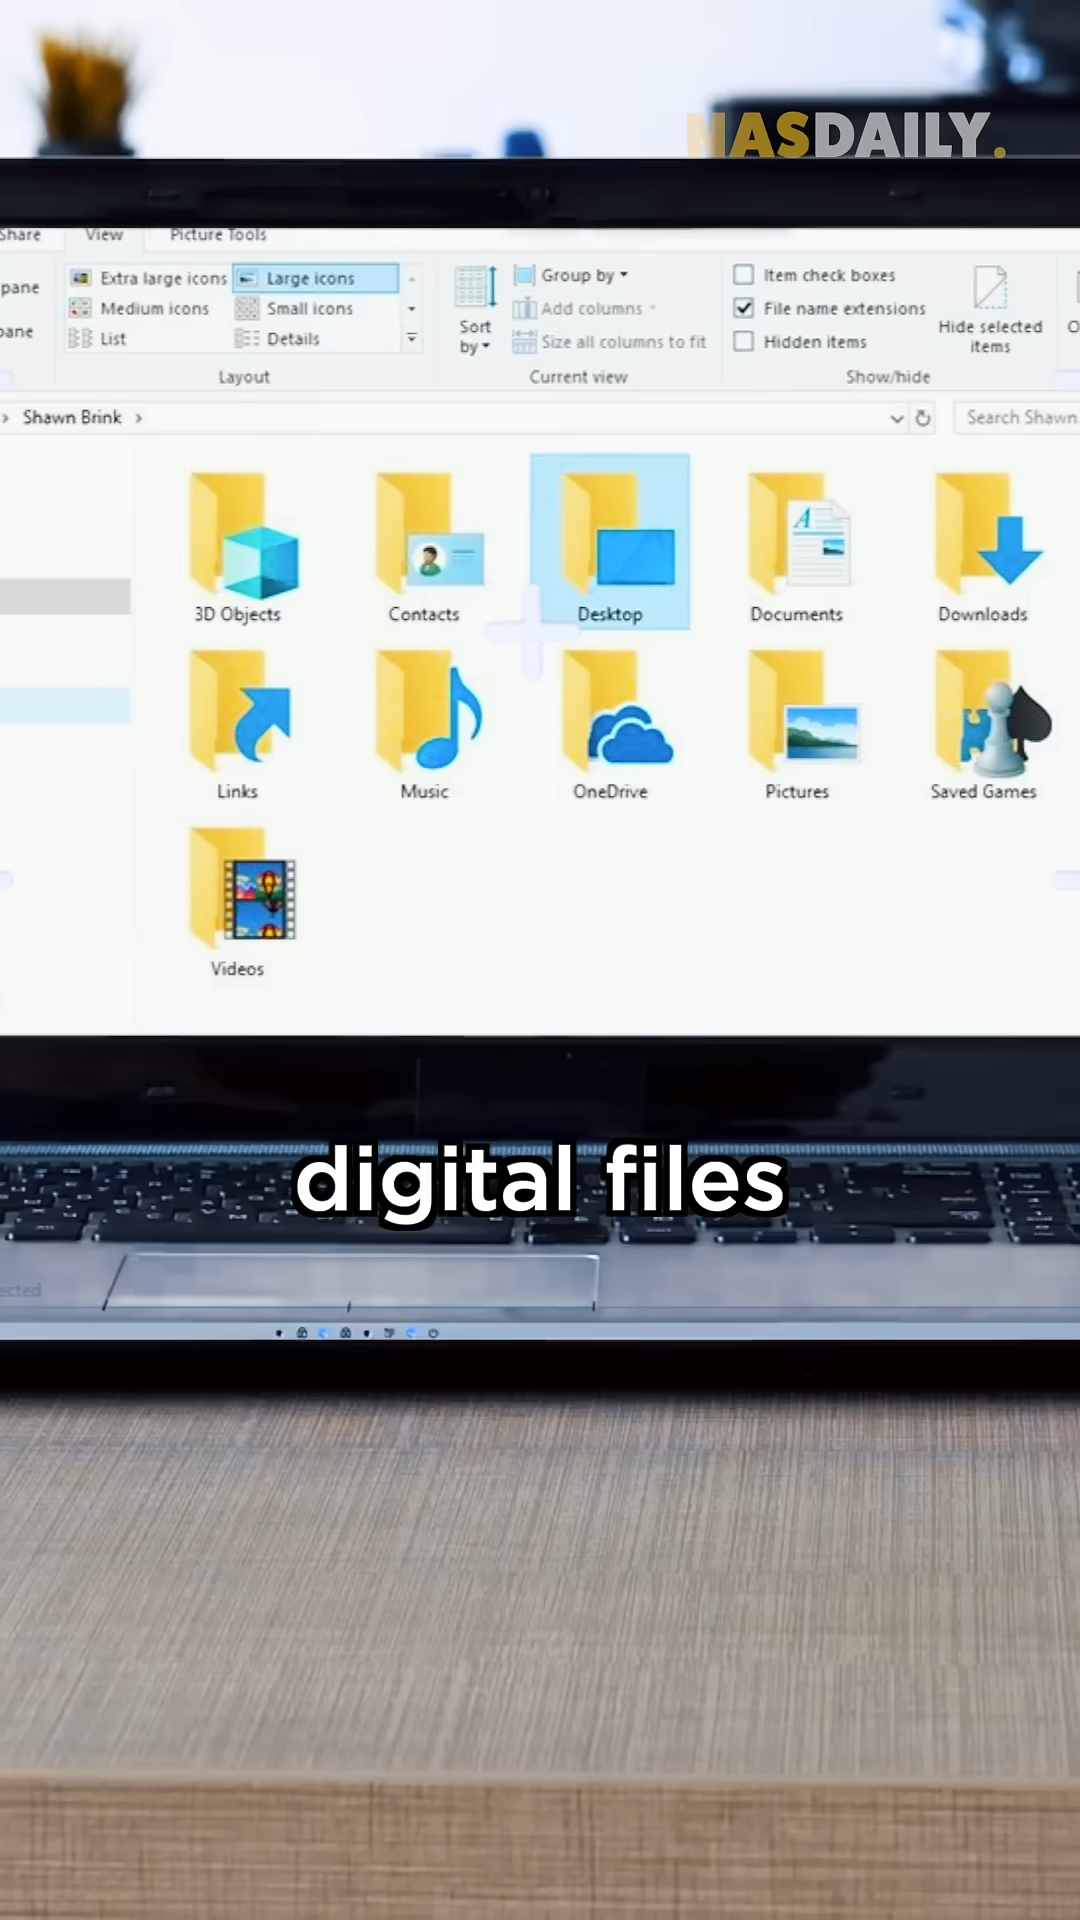 NASDAILY.
Share View Picture Tools
pane Extra large icons Large icons Group by Item check boxes
Medium icons Small icons Add columns File name extensions
pane List Details Sort by Size all columns to fit Hidden items Hide selected items
Layout Current view Show/hide
Shawn Brink Search Shawn
3D Objects Contacts Desktop Documents Downloads
Links Music OneDrive Pictures Saved Games
Videos
digital files
ected